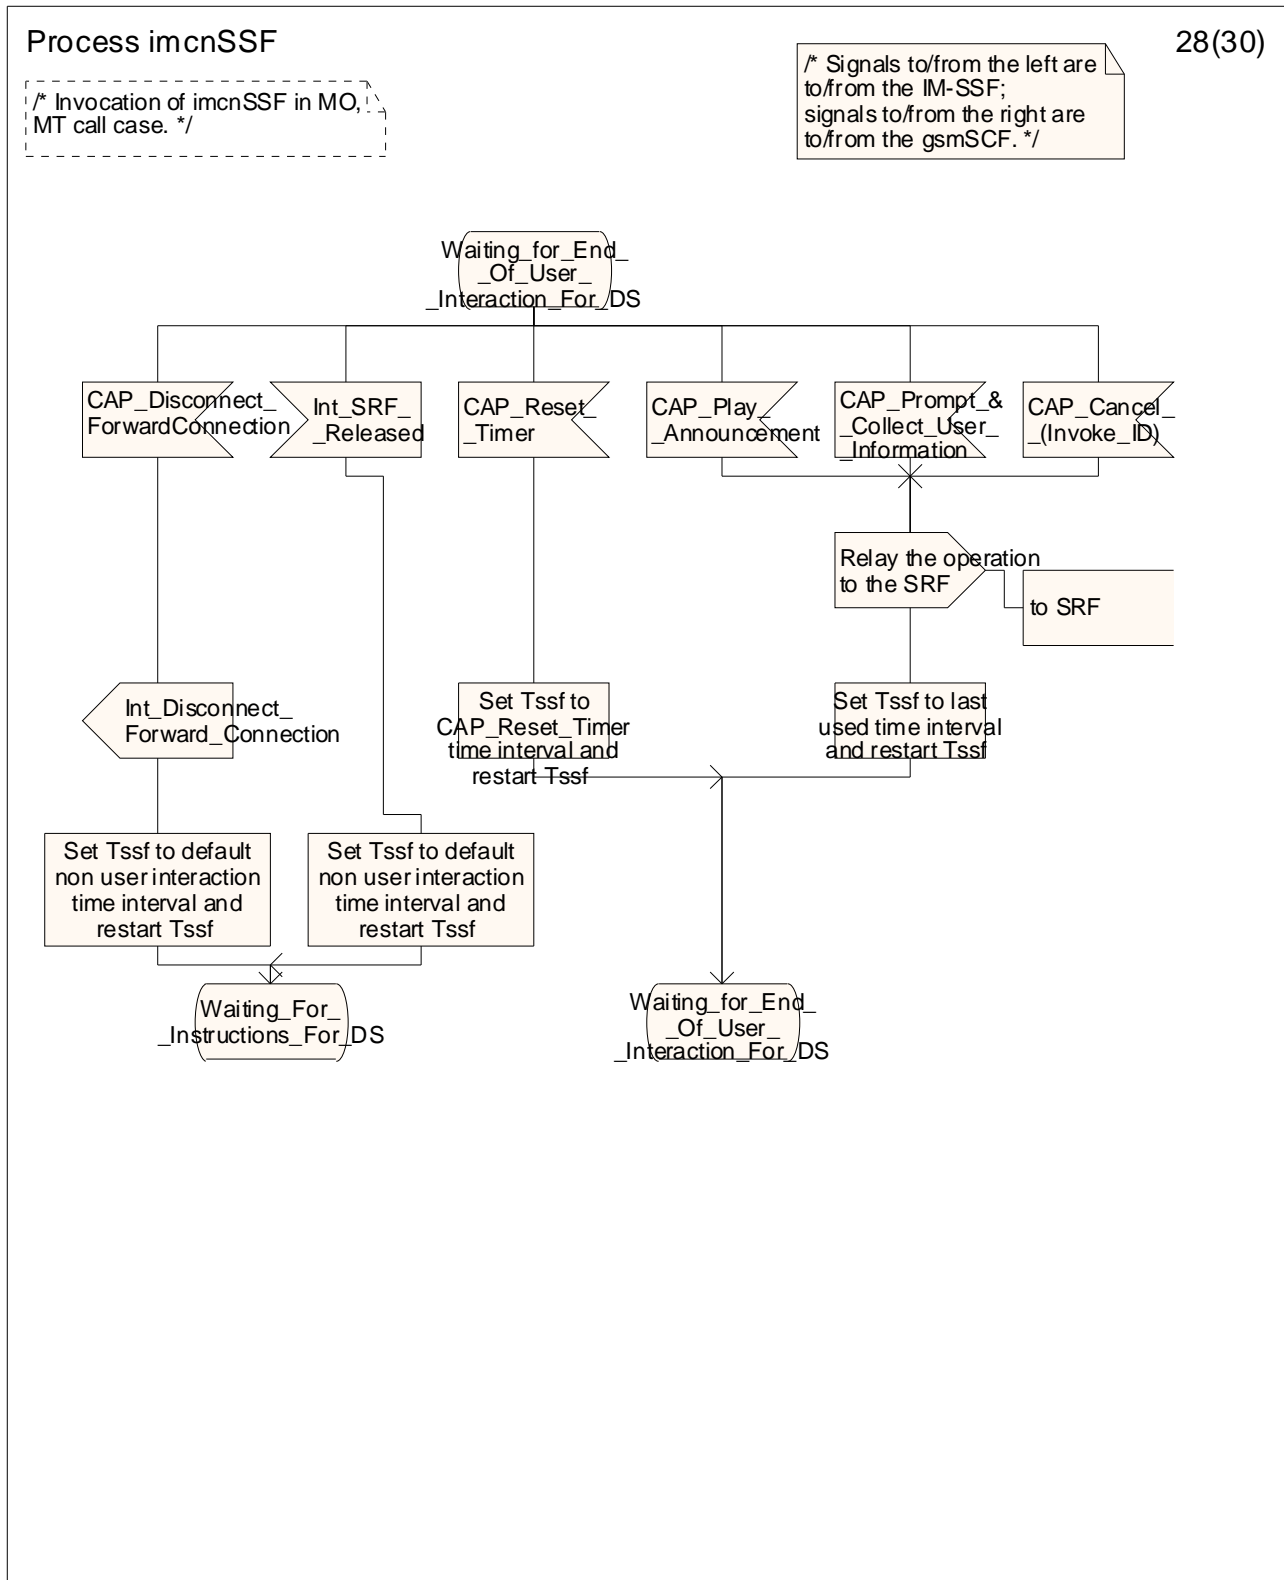 Process imcnSSF
28(30)
/* Invocation of imcnSSF in MO,
MT call case. */
/* Signals to/from the left are
to/from the IM-SSF;
signals to/from the right are
to/from the gsmSCF. */
Waiting_for_End_
_Of_User_
_Interaction_For_DS
CAP_Disconnect_
ForwardConnection
Int_SRF_
_Released
CAP_Reset_
_Timer
CAP_Play_
_Announcement
CAP_Prompt_&
_Collect_User_
_Information
CAP_Cancel_
_(Invoke_ID)
Relay the operation
to the SRF
to SRF
Int_Disconnect_
Forward_Connection
Set Tssf to
CAP_Reset_Timer
time interval and
restart Tssf
Set Tssf to last
used time interval
and restart Tssf
Set Tssf to default
non user interaction
time interval and
restart Tssf
Set Tssf to default
non user interaction
time interval and
restart Tssf
Waiting_For_
_Instructions_For_DS
Waiting_for_End_
_Of_User_
_Interaction_For_DS